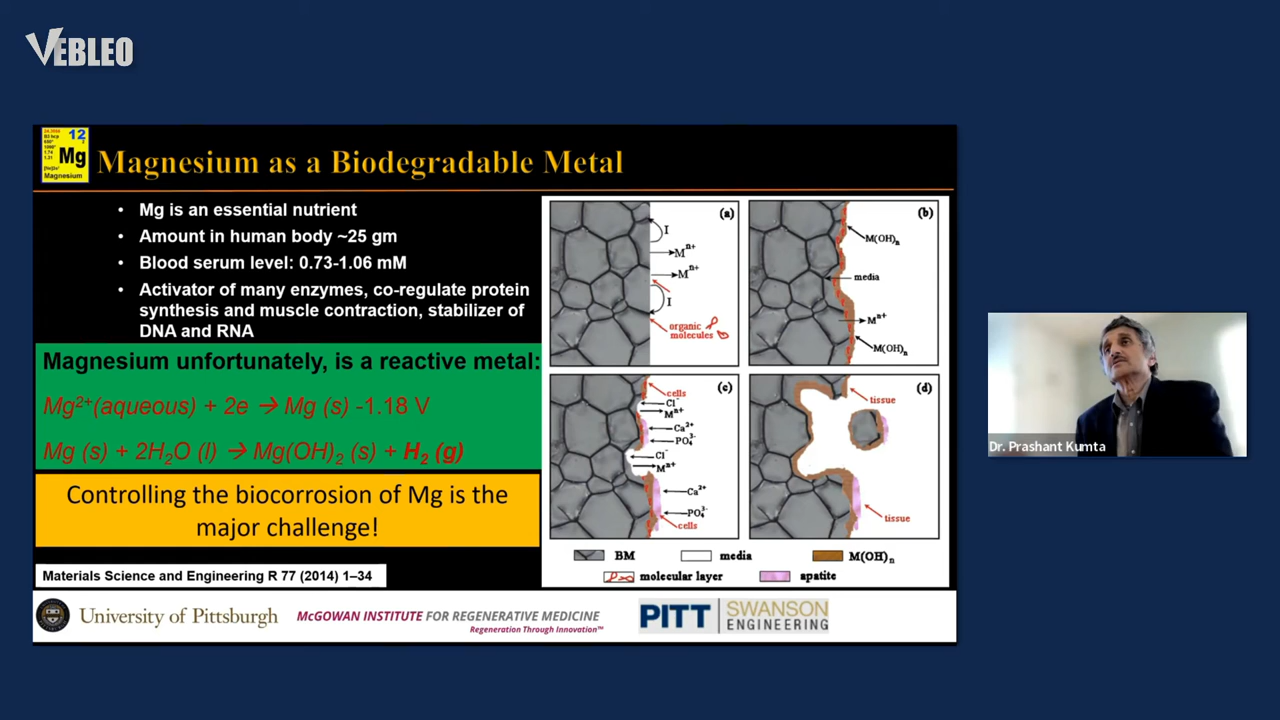 VEBLEO
12
Mg
Magnesium
Magnesium as a Biodegradable Metal
• Mg is an essential nutrient
• Amount in human body ~25 gm
• Blood serum level: 0.73-1.06 mM
• Activator of many enzymes, co-regulate protein
synthesis and muscle contraction, stabilizer of
DNA and RNA
Magnesium unfortunately, is a reactive metal:
Mg²⁺(aqueous) + 2e → Mg (s) -1.18 V
Mg (s) + 2H₂O (l) → Mg(OH)₂ (s) + H₂ (g)
Controlling the biocorrosion of Mg is the
major challenge!
Materials Science and Engineering R 77 (2014) 1–34
(a)
I
Mⁿ⁺
Mⁿ⁺
I
organic
molecules
(b)
M(OH)ₙ
media
Mⁿ⁺
M(OH)ₙ
(c)
cells
Cl⁻
Mⁿ⁺
Ca²⁺
PO₄³⁻
Cl⁻
Mⁿ⁺
Ca²⁺
PO₄³⁻
cells
(d)
tissue
tissue
BM media M(OH)ₙ
molecular layer apatite
University of Pittsburgh
McGOWAN INSTITUTE FOR REGENERATIVE MEDICINE
Regeneration Through Innovation™
PITT SWANSON
ENGINEERING
Dr. Prashant Kumta